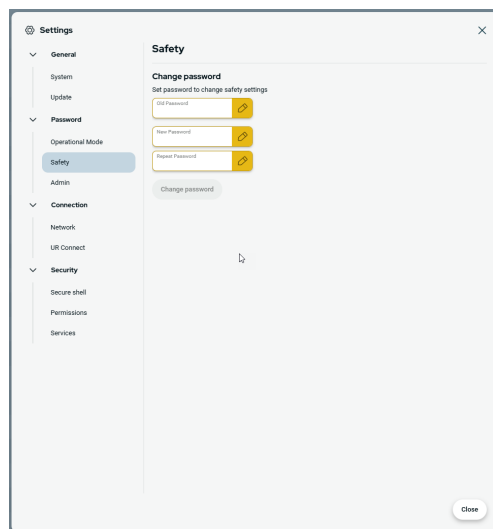 Settings
General
System
Update
Password
Operational Mode
Safety
Admin
Connection
Network
UR Connect
Security
Secure shell
Permissions
Services
Safety
Change password
Set password to change safety settings
Old Password
New Password
Repeat Password
Change password
Close